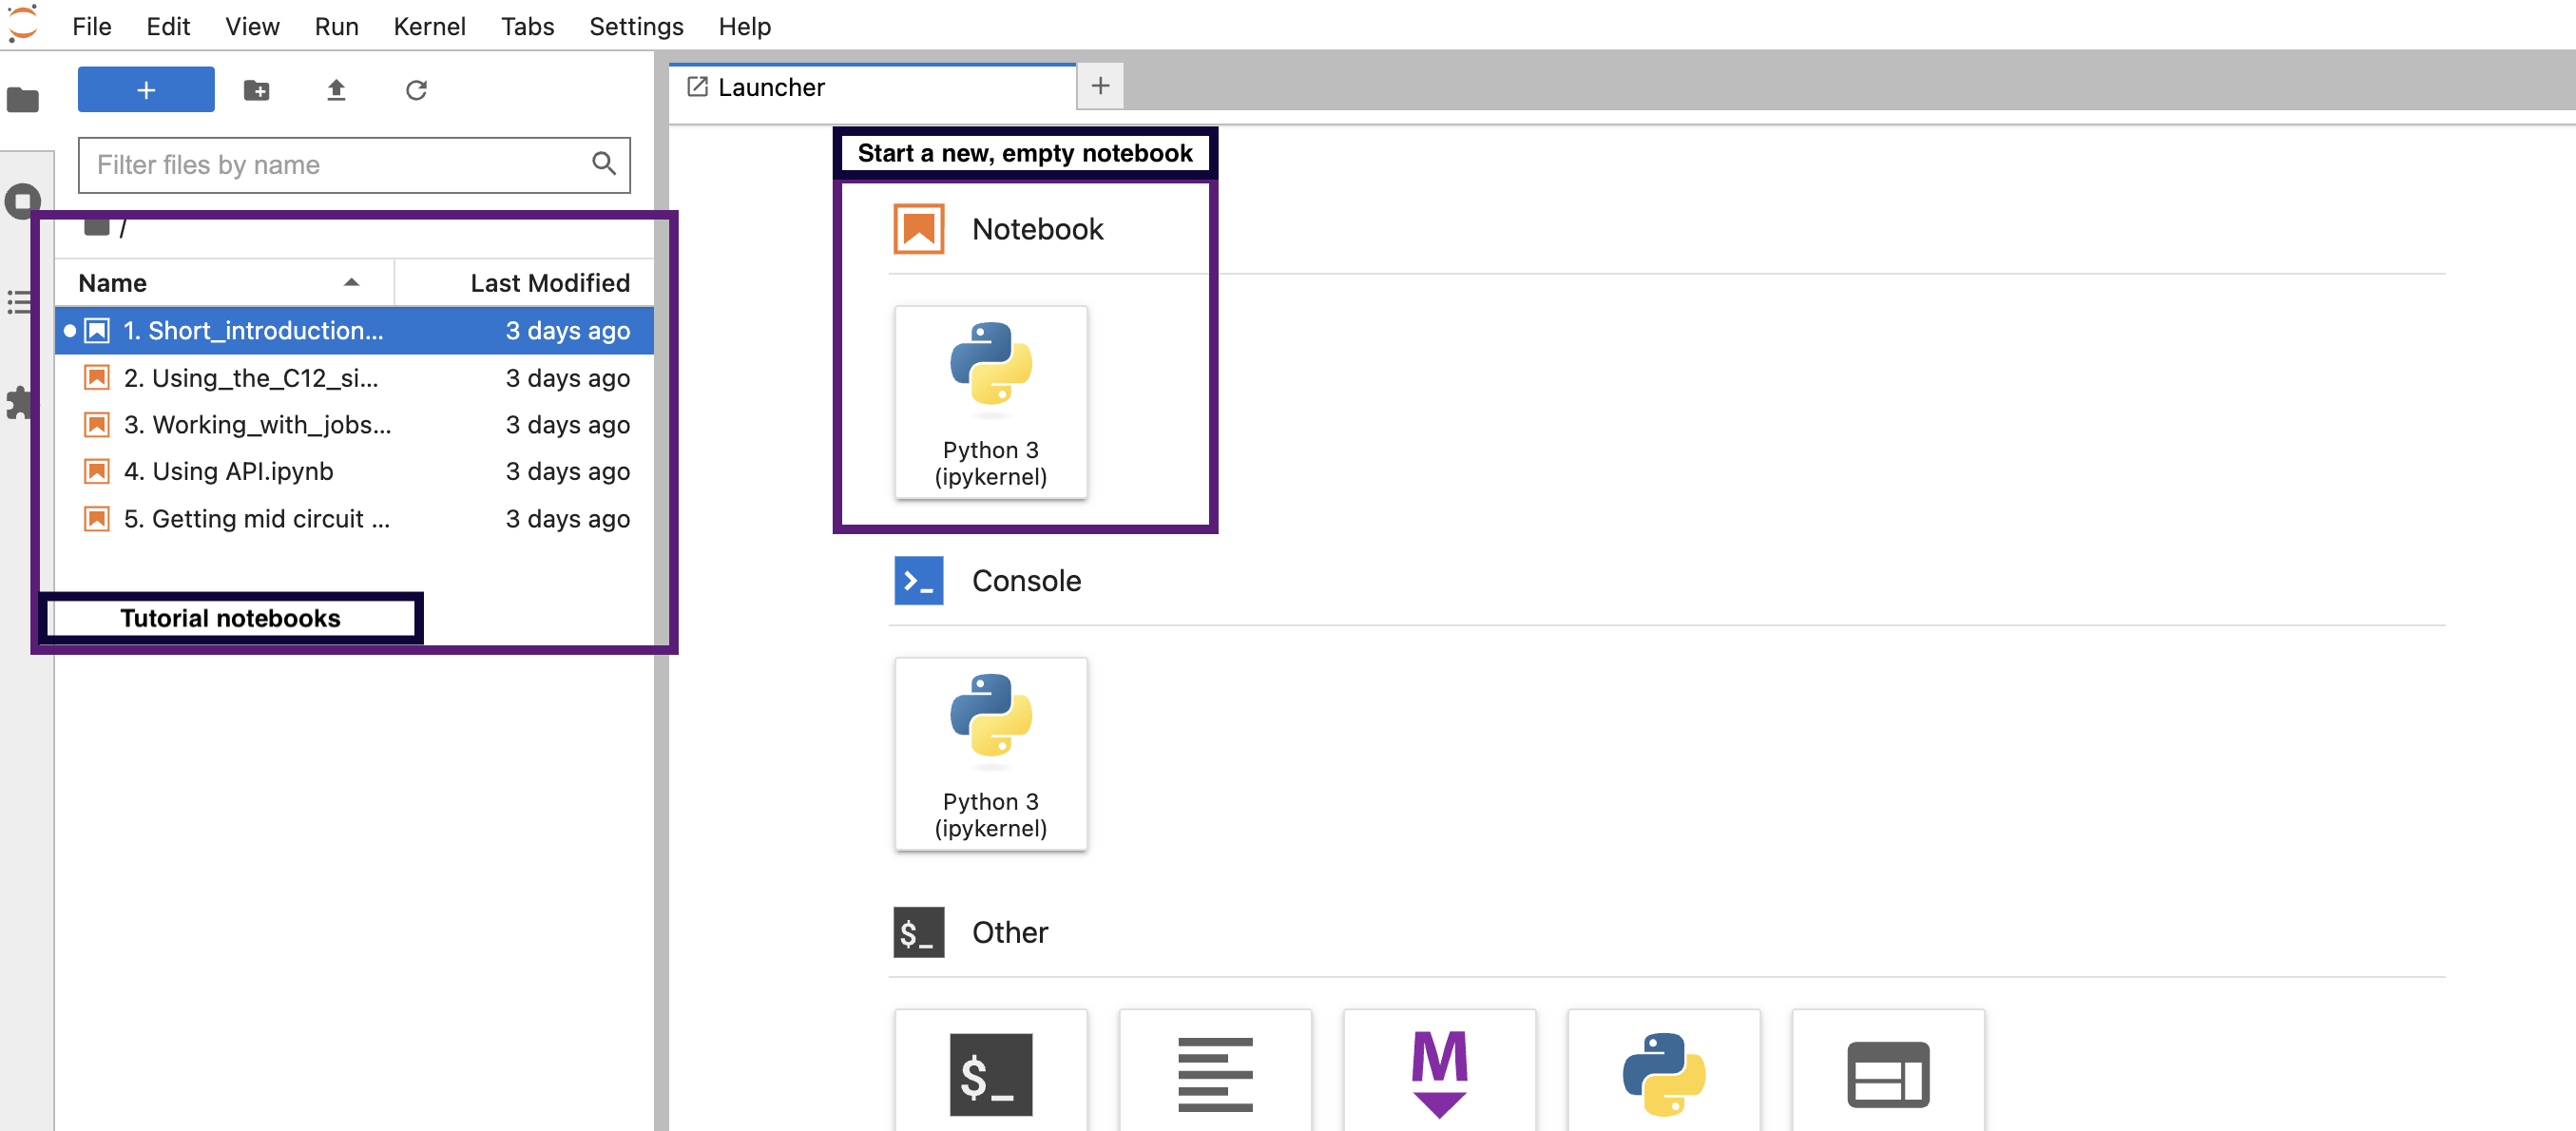 File Edit View Run Kernel Tabs Settings Help
+
Filter files by name
/
Name Last Modified
1. Short_introduction... 3 days ago
2. Using_the_C12_si... 3 days ago
3. Working_with_jobs... 3 days ago
4. Using API.ipynb 3 days ago
5. Getting mid circuit ... 3 days ago
Tutorial notebooks
Launcher +
Start a new, empty notebook
Notebook
Python 3
(ipykernel)
>_ Console
Python 3
(ipykernel)
$_ Other
$_ M